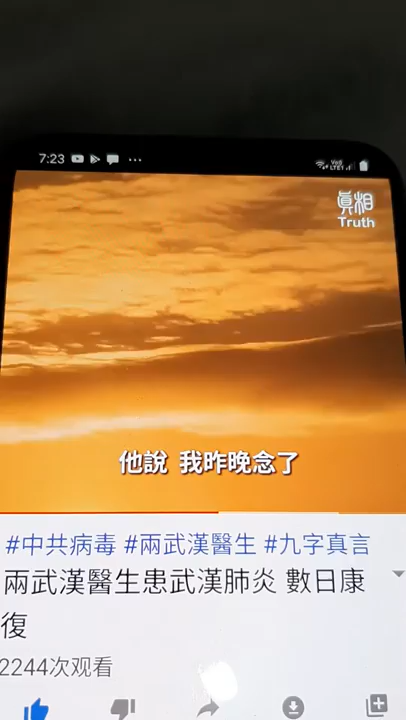 7:23
眞相
Truth
他說 我昨晚念了
#中共病毒 #兩武漢醫生 #九字真言
兩武漢醫生患武漢肺炎 數日康
復
2244次观看